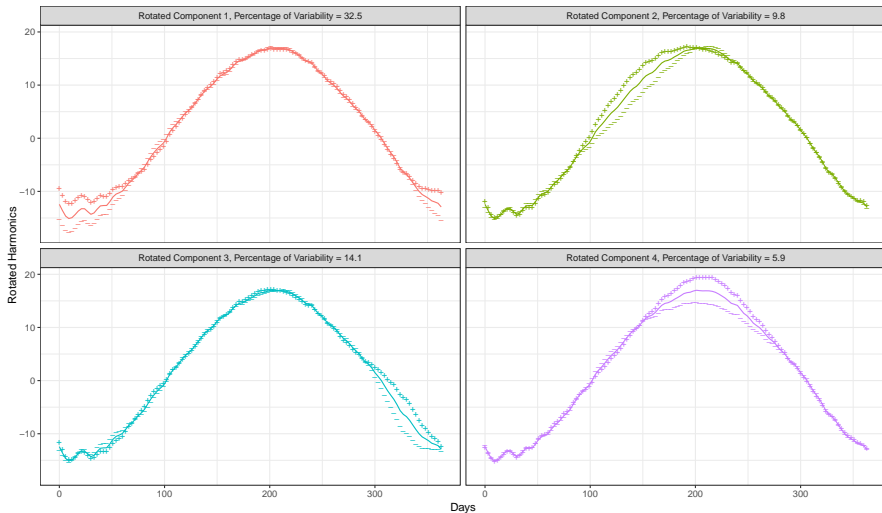 Rotated Component 1, Percentage of Variability = 32.5
Rotated Component 2, Percentage of Variability = 9.8
20
10
0
−10
Rotated Component 3, Percentage of Variability = 14.1
Rotated Component 4, Percentage of Variability = 5.9
20
10
0
−10
0 100 200 300
0 100 200 300
Days
Rotated Harmonics